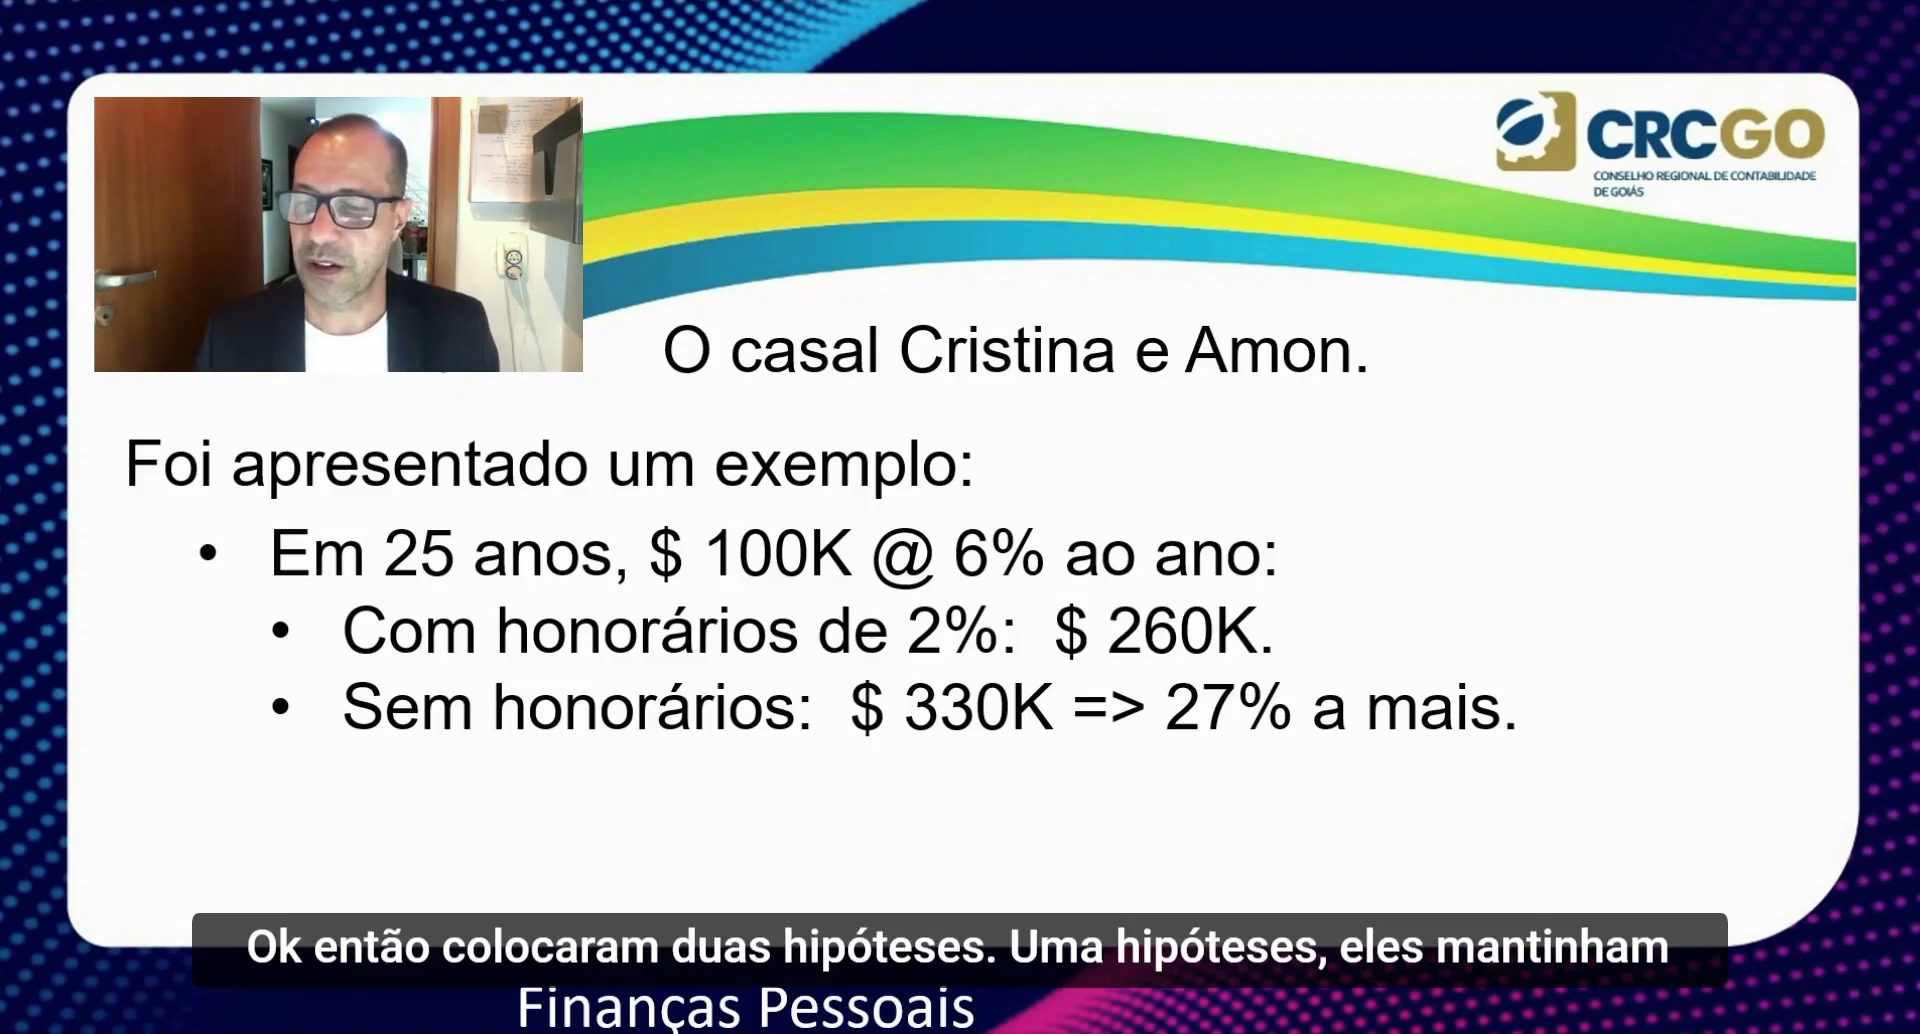 CRCGO
CONSELHO REGIONAL DE CONTABILIDADE
DE GOIÁS
O casal Cristina e Amon.
Foi apresentado um exemplo:
• Em 25 anos, $ 100K @ 6% ao ano:
• Com honorários de 2%: $ 260K.
• Sem honorários: $ 330K => 27% a mais.
Ok então colocaram duas hipóteses. Uma hipóteses, eles mantinham
Finanças Pessoais